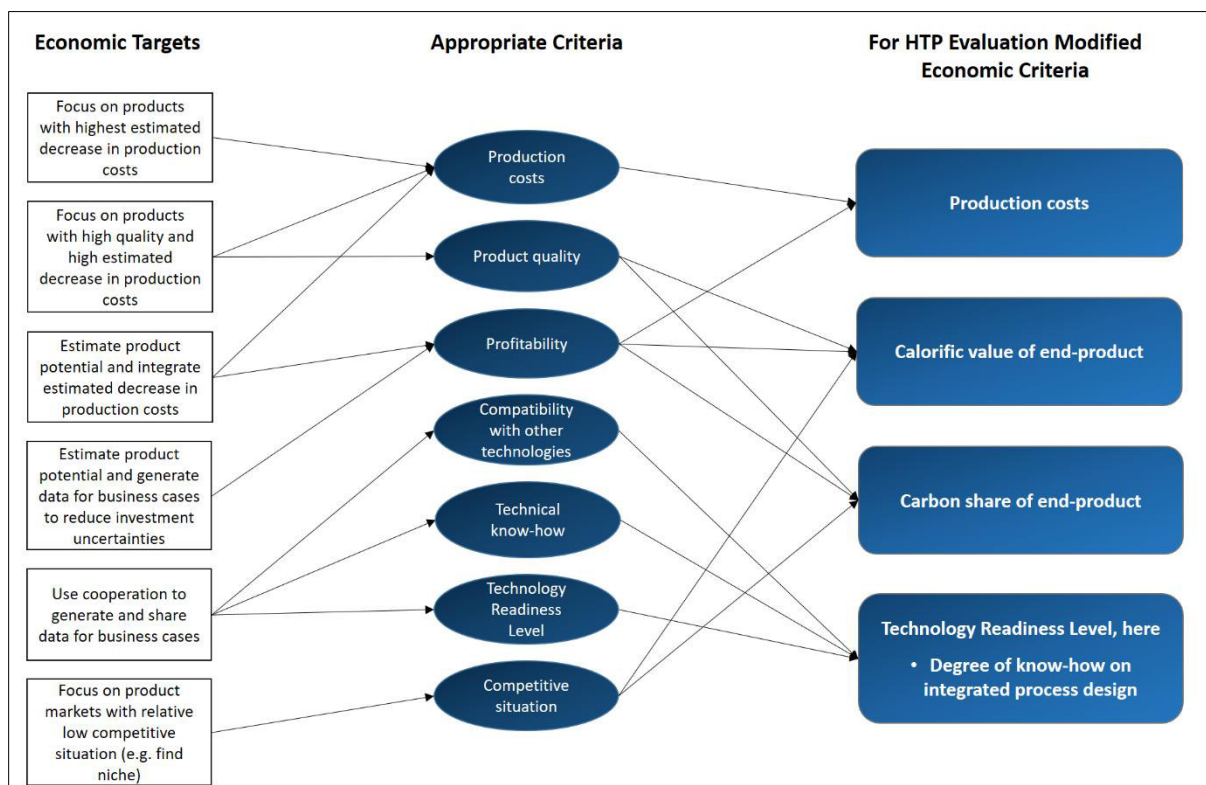 Economic Targets
Appropriate Criteria
For HTP Evaluation Modified
Economic Criteria
Focus on products
with highest estimated
decrease in production
costs
Focus on products
with high quality and
high estimated
decrease in production
costs
Estimate product
potential and integrate
estimated decrease in
production costs
Estimate product
potential and generate
data for business cases
to reduce investment
uncertainties
Use cooperation to
generate and share
data for business cases
Focus on product
markets with relative
low competitive
situation (e.g. find
niche)
Production
costs
Product quality
Profitability
Compatibility
with other
technologies
Technical
know-how
Technology
Readiness
Level
Competitive
situation
Production costs
Calorific value of end-product
Carbon share of end-product
Technology Readiness Level, here
• Degree of know-how on
integrated process design